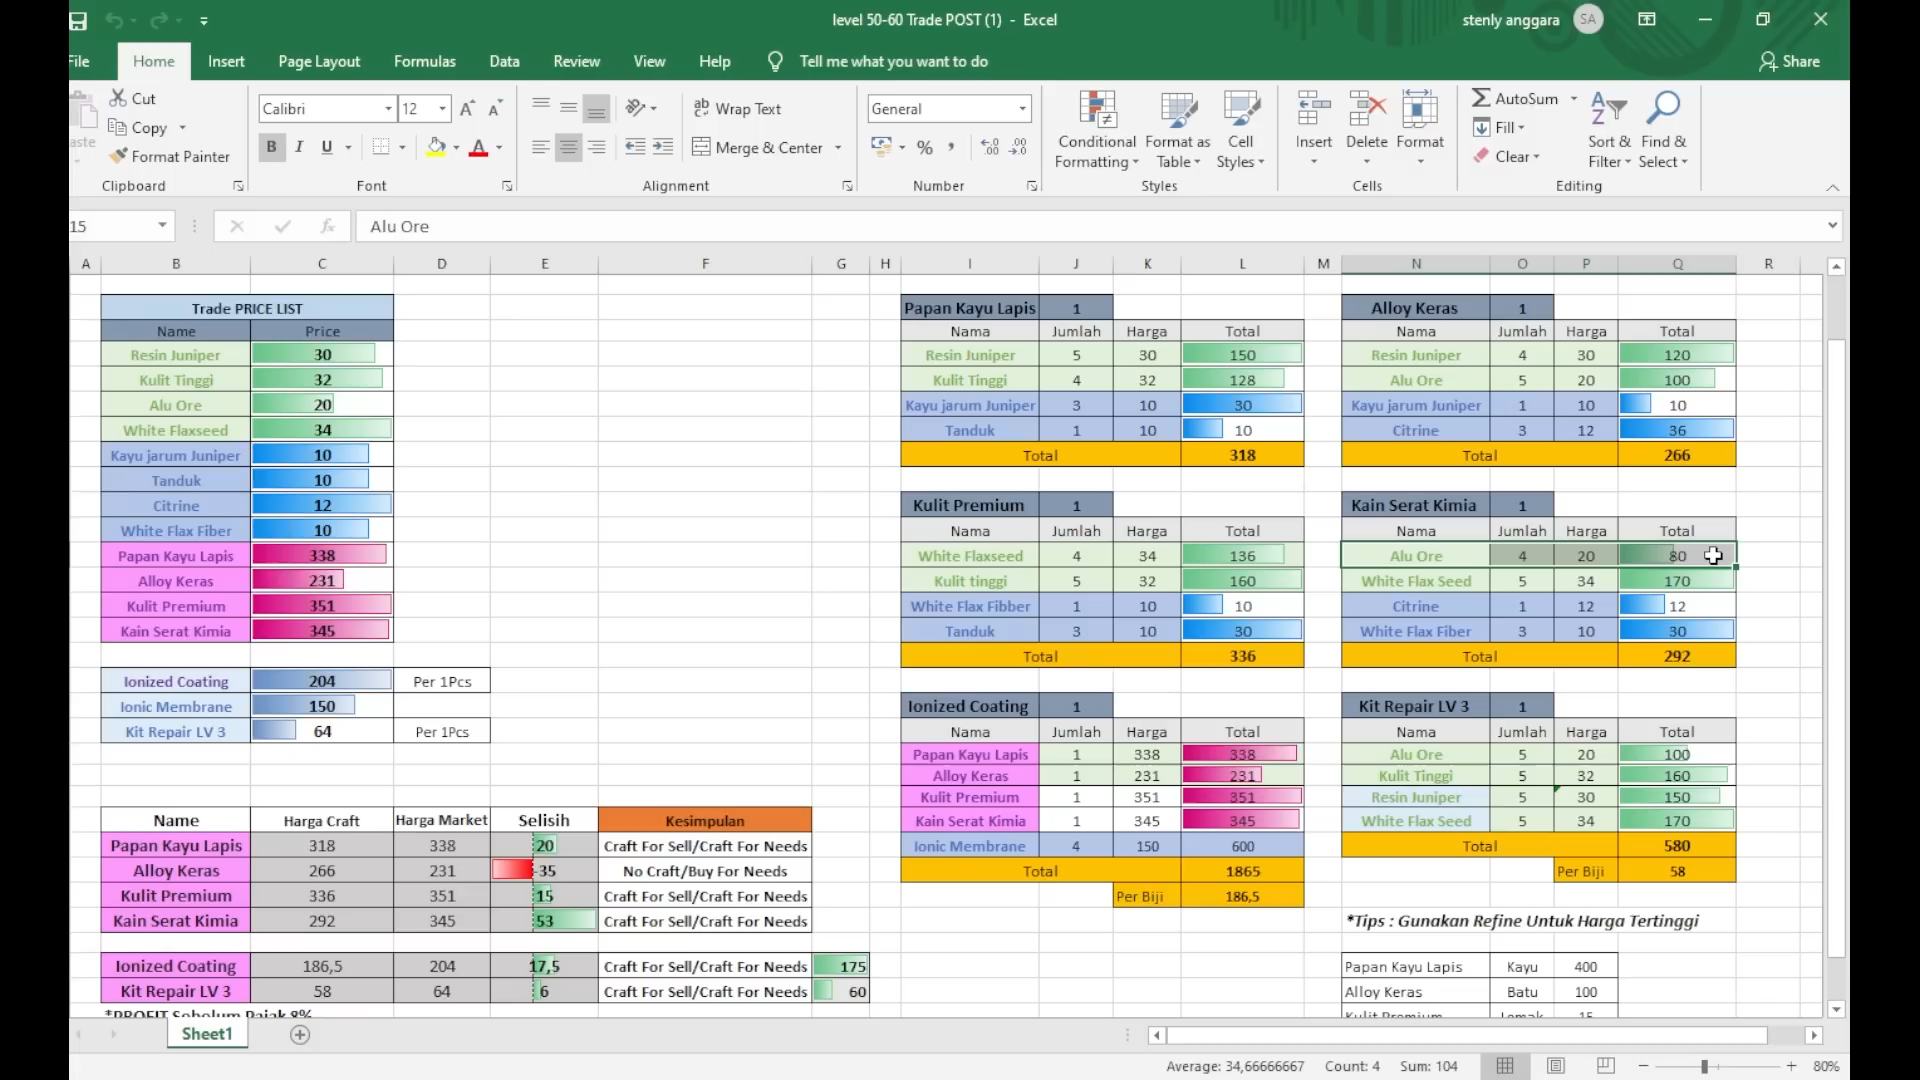 level 50-60 Trade POST (1) - Excel
stenly anggara SA
File Home Insert Page Layout Formulas Data Review View Help Tell me what you want to do Share
Cut
Copy
Format Painter
Clipboard
Calibri 12
B I U
Font
Wrap Text
Merge & Center
Alignment
General
Number
Conditional Formatting
Format as Table
Cell Styles
Styles
Insert Delete Format
Cells
AutoSum
Fill
Clear
Sort & Filter
Find & Select
Editing
15 fx Alu Ore
A B C D E F G H I J K L M N O P Q R
Trade PRICE LIST
Name Price
Resin Juniper 30
Kulit Tinggi 32
Alu Ore 20
White Flaxseed 34
Kayu jarum Juniper 10
Tanduk 10
Citrine 12
White Flax Fiber 10
Papan Kayu Lapis 338
Alloy Keras 231
Kulit Premium 351
Kain Serat Kimia 345
Ionized Coating 204 Per 1Pcs
Ionic Membrane 150
Kit Repair LV 3 64 Per 1Pcs
Name Harga Craft Harga Market Selisih Kesimpulan
Papan Kayu Lapis 318 338 20 Craft For Sell/Craft For Needs
Alloy Keras 266 231 -35 No Craft/Buy For Needs
Kulit Premium 336 351 15 Craft For Sell/Craft For Needs
Kain Serat Kimia 292 345 53 Craft For Sell/Craft For Needs
Ionized Coating 186,5 204 17,5 Craft For Sell/Craft For Needs 175
Kit Repair LV 3 58 64 6 Craft For Sell/Craft For Needs 60
*PROFIT Sebelum Pajak 8%
Papan Kayu Lapis 1
Nama Jumlah Harga Total
Resin Juniper 5 30 150
Kulit Tinggi 4 32 128
Kayu jarum Juniper 3 10 30
Tanduk 1 10 10
Total 318
Kulit Premium 1
Nama Jumlah Harga Total
White Flaxseed 4 34 136
Kulit tinggi 5 32 160
White Flax Fibber 1 10 10
Tanduk 3 10 30
Total 336
Ionized Coating 1
Nama Jumlah Harga Total
Papan Kayu Lapis 1 338 338
Alloy Keras 1 231 231
Kulit Premium 1 351 351
Kain Serat Kimia 1 345 345
Ionic Membrane 4 150 600
Total 1865
Per Biji 186,5
Alloy Keras 1
Nama Jumlah Harga Total
Resin Juniper 4 30 120
Alu Ore 5 20 100
Kayu jarum Juniper 1 10 10
Citrine 3 12 36
Total 266
Kain Serat Kimia 1
Nama Jumlah Harga Total
Alu Ore 4 20 80
White Flax Seed 5 34 170
Citrine 1 12 12
White Flax Fiber 3 10 30
Total 292
Kit Repair LV 3 1
Nama Jumlah Harga Total
Alu Ore 5 20 100
Kulit Tinggi 5 32 160
Resin Juniper 5 30 150
White Flax Seed 5 34 170
Total 580
Per Biji 58
*Tips : Gunakan Refine Untuk Harga Tertinggi
Papan Kayu Lapis Kayu 400
Alloy Keras Batu 100
Kulit Premium Lemak 15
Sheet1
Average: 34,66666667 Count: 4 Sum: 104 80%